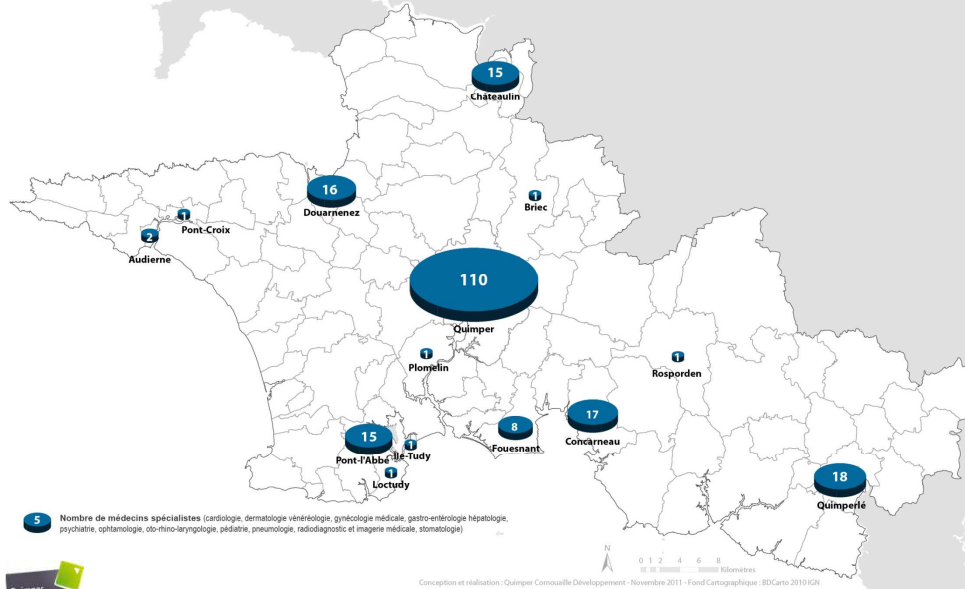 15
Châteaulin
16
Douarnenez
1
Briec
1
Pont-Croix
2
Audierne
110
Quimper
1
Plomelin
1
Rosporden
15
Pont-l'Abbé
1
Île-Tudy
1
Loctudy
8
Fouesnant
17
Concarneau
18
Quimperlé
5
Nombre de médecins spécialistes (cardiologie, dermatologie vénéréologie, gynécologie médicale, gastro-entérologie hépatologie,
psychiatrie, ophtamologie, oto-rhino-laryngologie, pédiatrie, pneumologie, radiodiagnostic et imagerie médicale, stomatologie)
N
0 1 2 4 6 8
Kilomètres
Conception et réalisation : Quimper Cornouaille Développement - Novembre 2011 - Fond Cartographique : BDCarto 2010 IGN